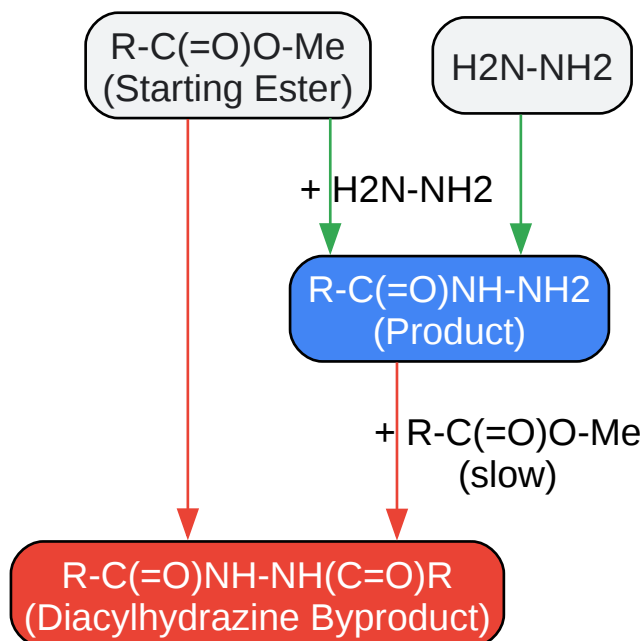 R-C(=O)O-Me
(Starting Ester)
H2N-NH2
+ H2N-NH2
R-C(=O)NH-NH2
(Product)
+ R-C(=O)O-Me
(slow)
R-C(=O)NH-NH(C=O)R
(Diacylhydrazine Byproduct)